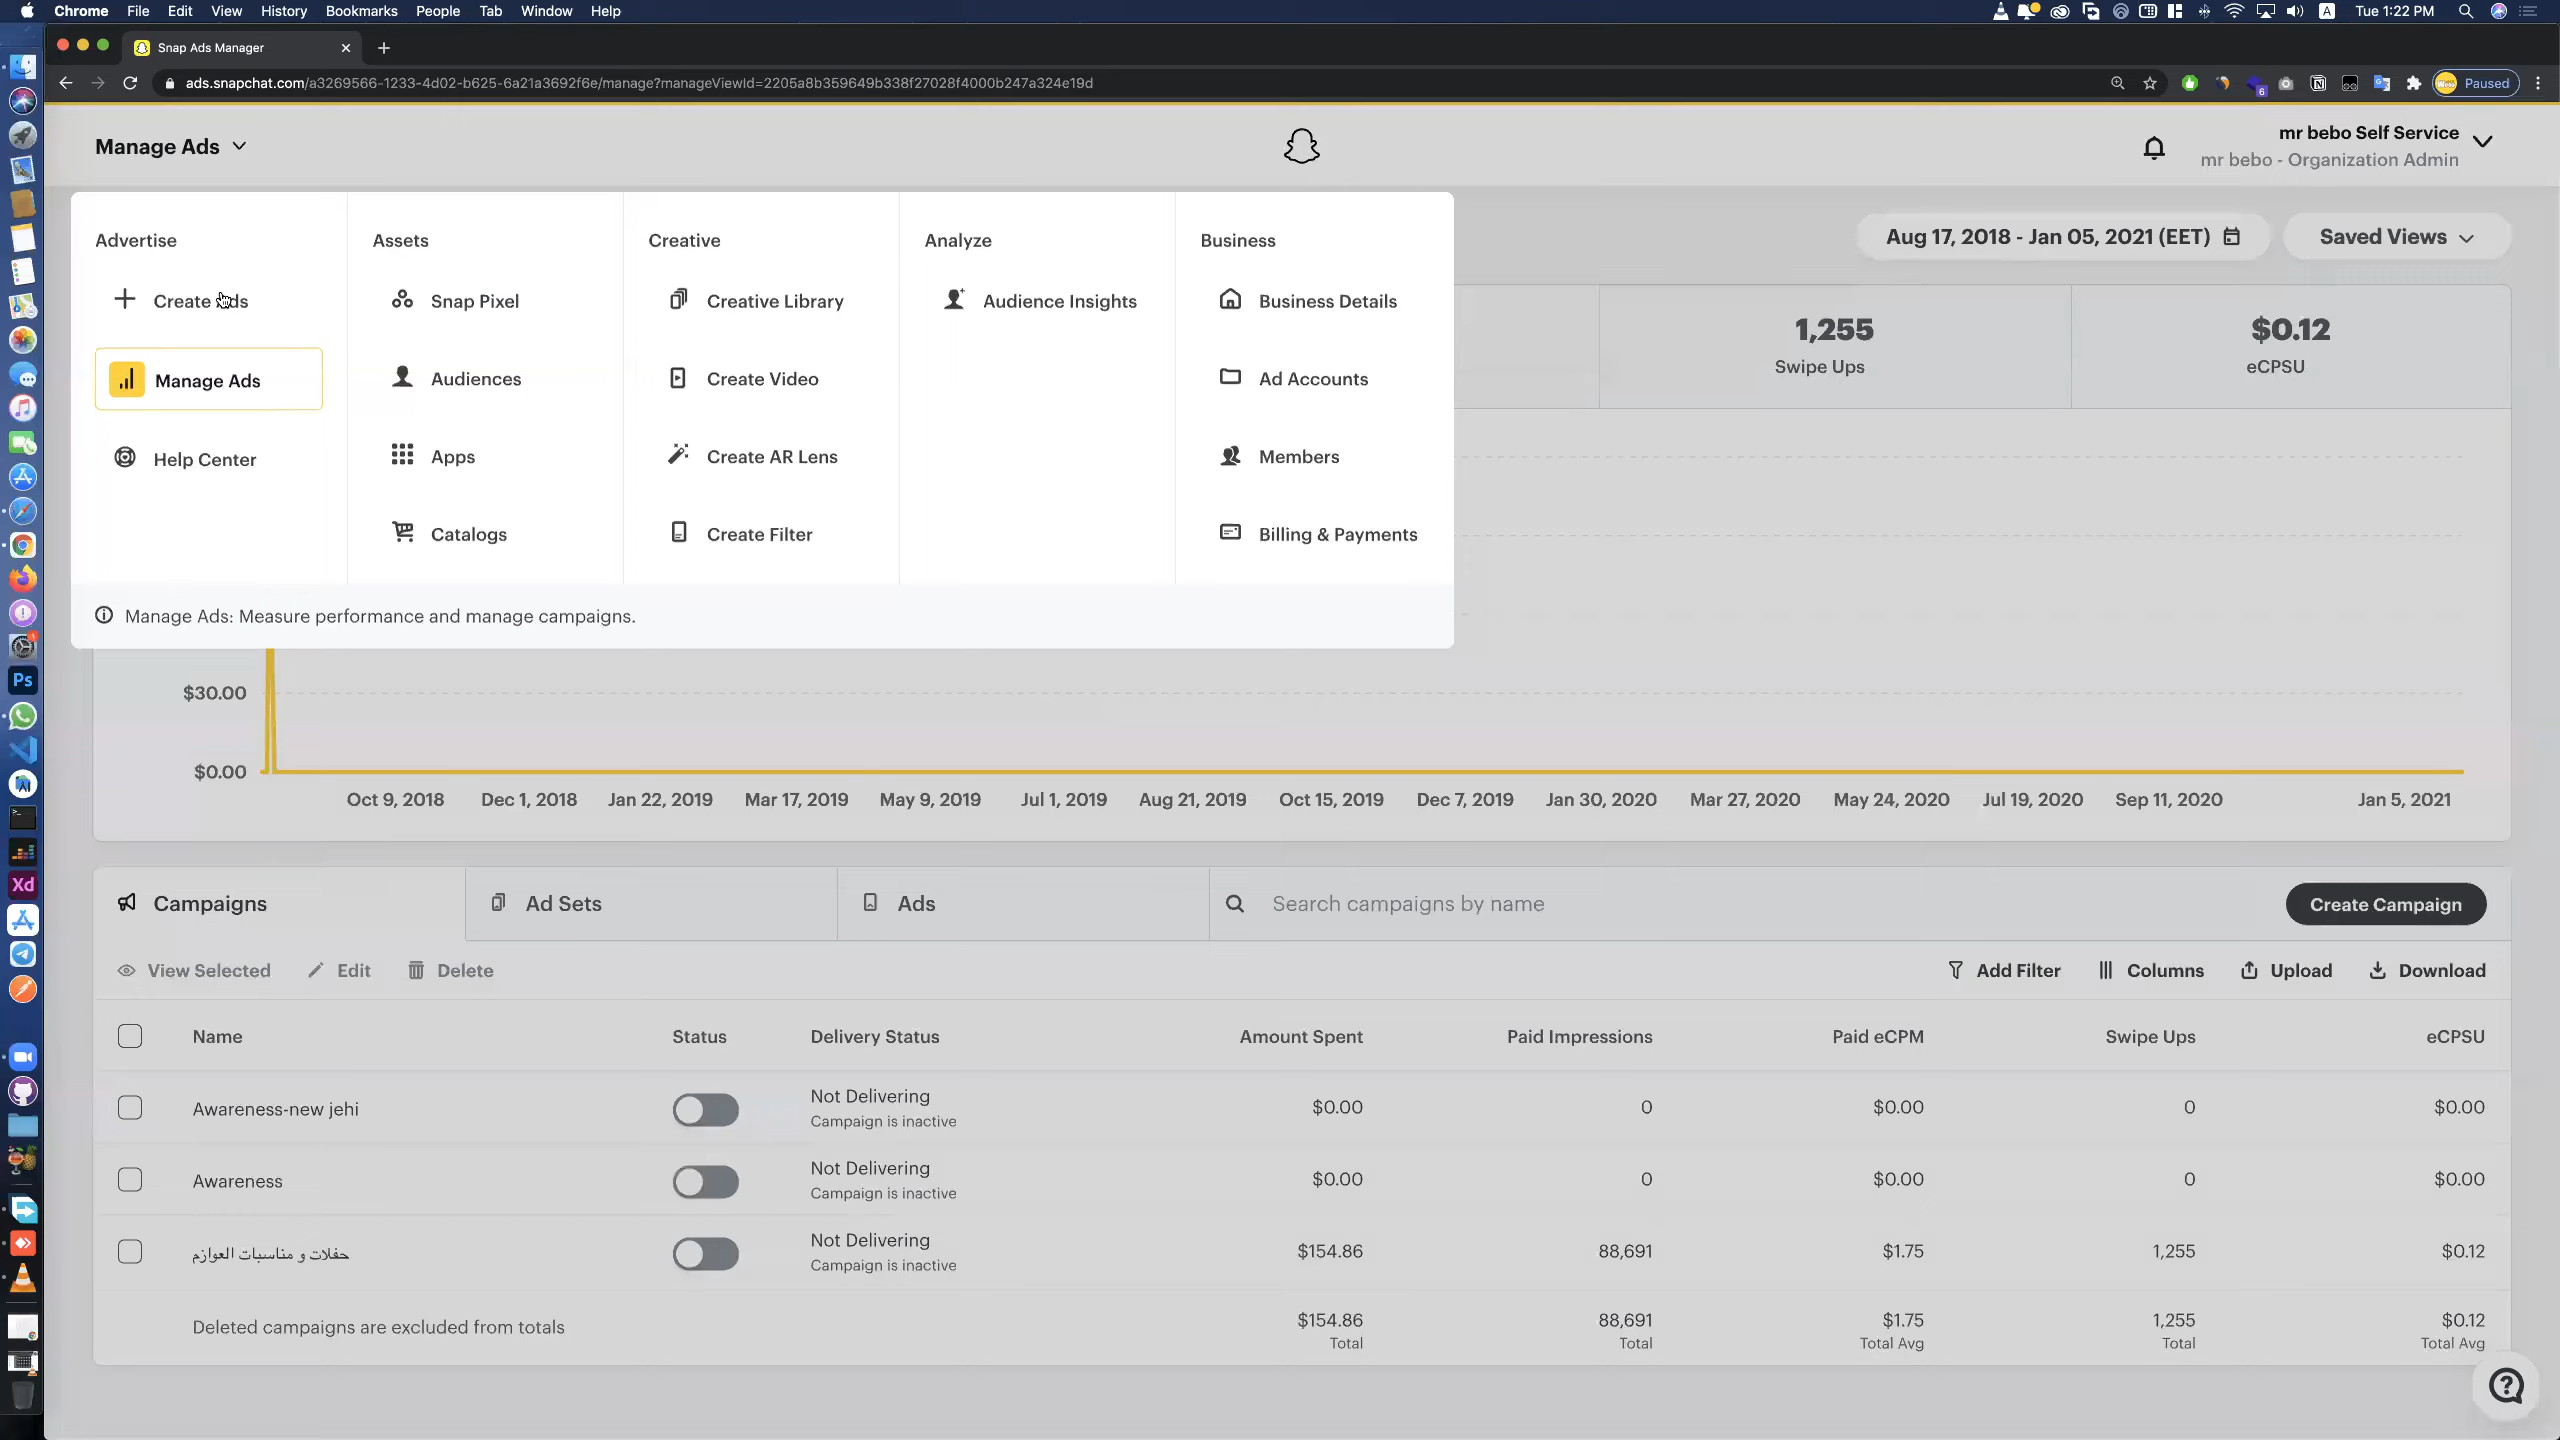 Chrome File Edit View History Bookmarks People Tab Window Help
A Tue 1:22 PM
Snap Ads Manager
ads.snapchat.com/a3269566-1233-4d02-b625-6a21a3692f6e/manage?manageViewId=2205a8b359649b338f27028f4000b247a324e19d
6
Paused
Manage Ads
mr bebo Self Service
mr bebo - Organization Admin
Aug 17, 2018 - Jan 05, 2021 (EET)
Saved Views
Advertise
Create Ads
Manage Ads
Help Center
Assets
Snap Pixel
Audiences
Apps
Catalogs
Creative
Creative Library
Create Video
Create AR Lens
Create Filter
Analyze
Audience Insights
Business
Business Details
Ad Accounts
Members
Billing & Payments
Manage Ads: Measure performance and manage campaigns.
1,255
Swipe Ups
$0.12
eCPSU
$30.00
$0.00
Oct 9, 2018 Dec 1, 2018 Jan 22, 2019 Mar 17, 2019 May 9, 2019 Jul 1, 2019 Aug 21, 2019 Oct 15, 2019 Dec 7, 2019 Jan 30, 2020 Mar 27, 2020 May 24, 2020 Jul 19, 2020 Sep 11, 2020 Jan 5, 2021
Campaigns Ad Sets Ads Search campaigns by name Create Campaign
View Selected Edit Delete Add Filter Columns Upload Download
Name Status Delivery Status Amount Spent Paid Impressions Paid eCPM Swipe Ups eCPSU
Awareness-new jehi Not Delivering $0.00 0 $0.00 0 $0.00
Campaign is inactive
Awareness Not Delivering $0.00 0 $0.00 0 $0.00
Campaign is inactive
حفلات و مناسبات العوازم Not Delivering $154.86 88,691 $1.75 1,255 $0.12
Campaign is inactive
Deleted campaigns are excluded from totals $154.86 88,691 $1.75 1,255 $0.12
Total Total Total Avg Total Total Avg
Ps
Xd